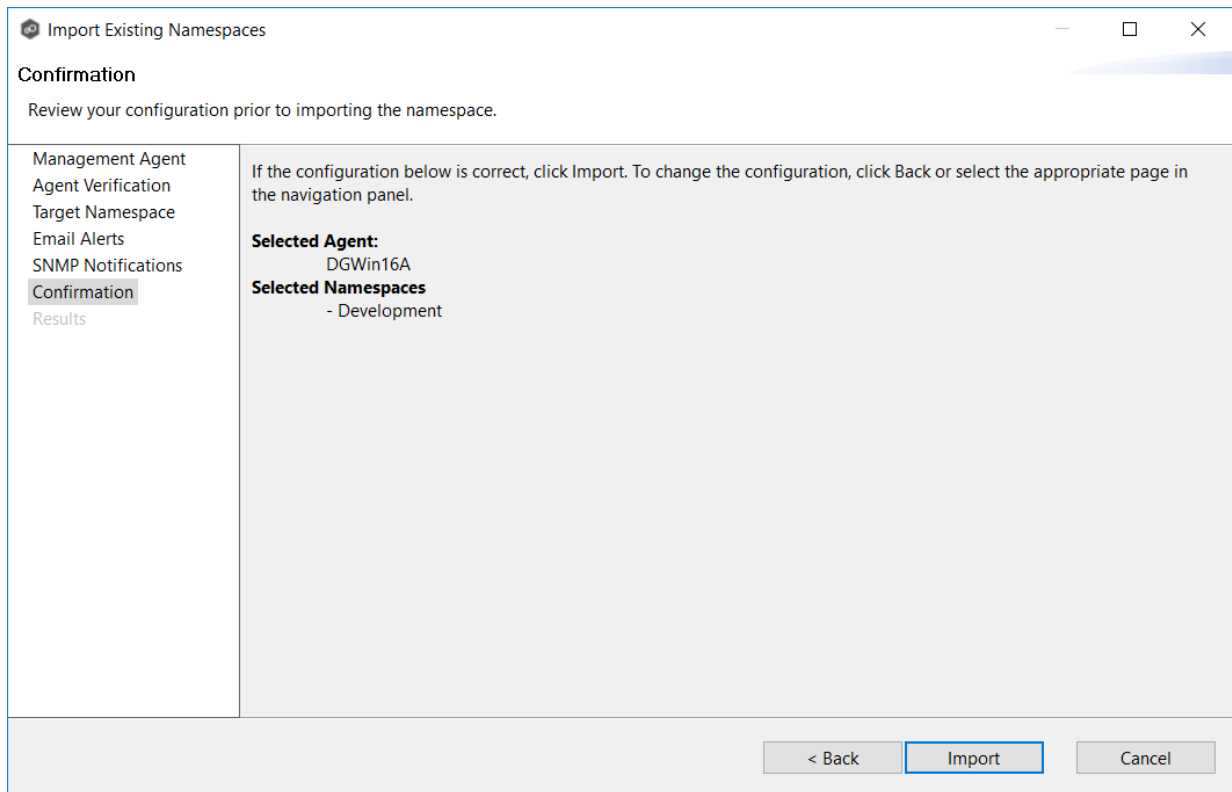 Import Existing Namespaces
Confirmation
Review your configuration prior to importing the namespace.
Management Agent
Agent Verification
Target Namespace
Email Alerts
SNMP Notifications
Confirmation
Results
If the configuration below is correct, click Import. To change the configuration, click Back or select the appropriate page in
the navigation panel.
Selected Agent:
DGWin16A
Selected Namespaces
- Development
< Back
Import
Cancel